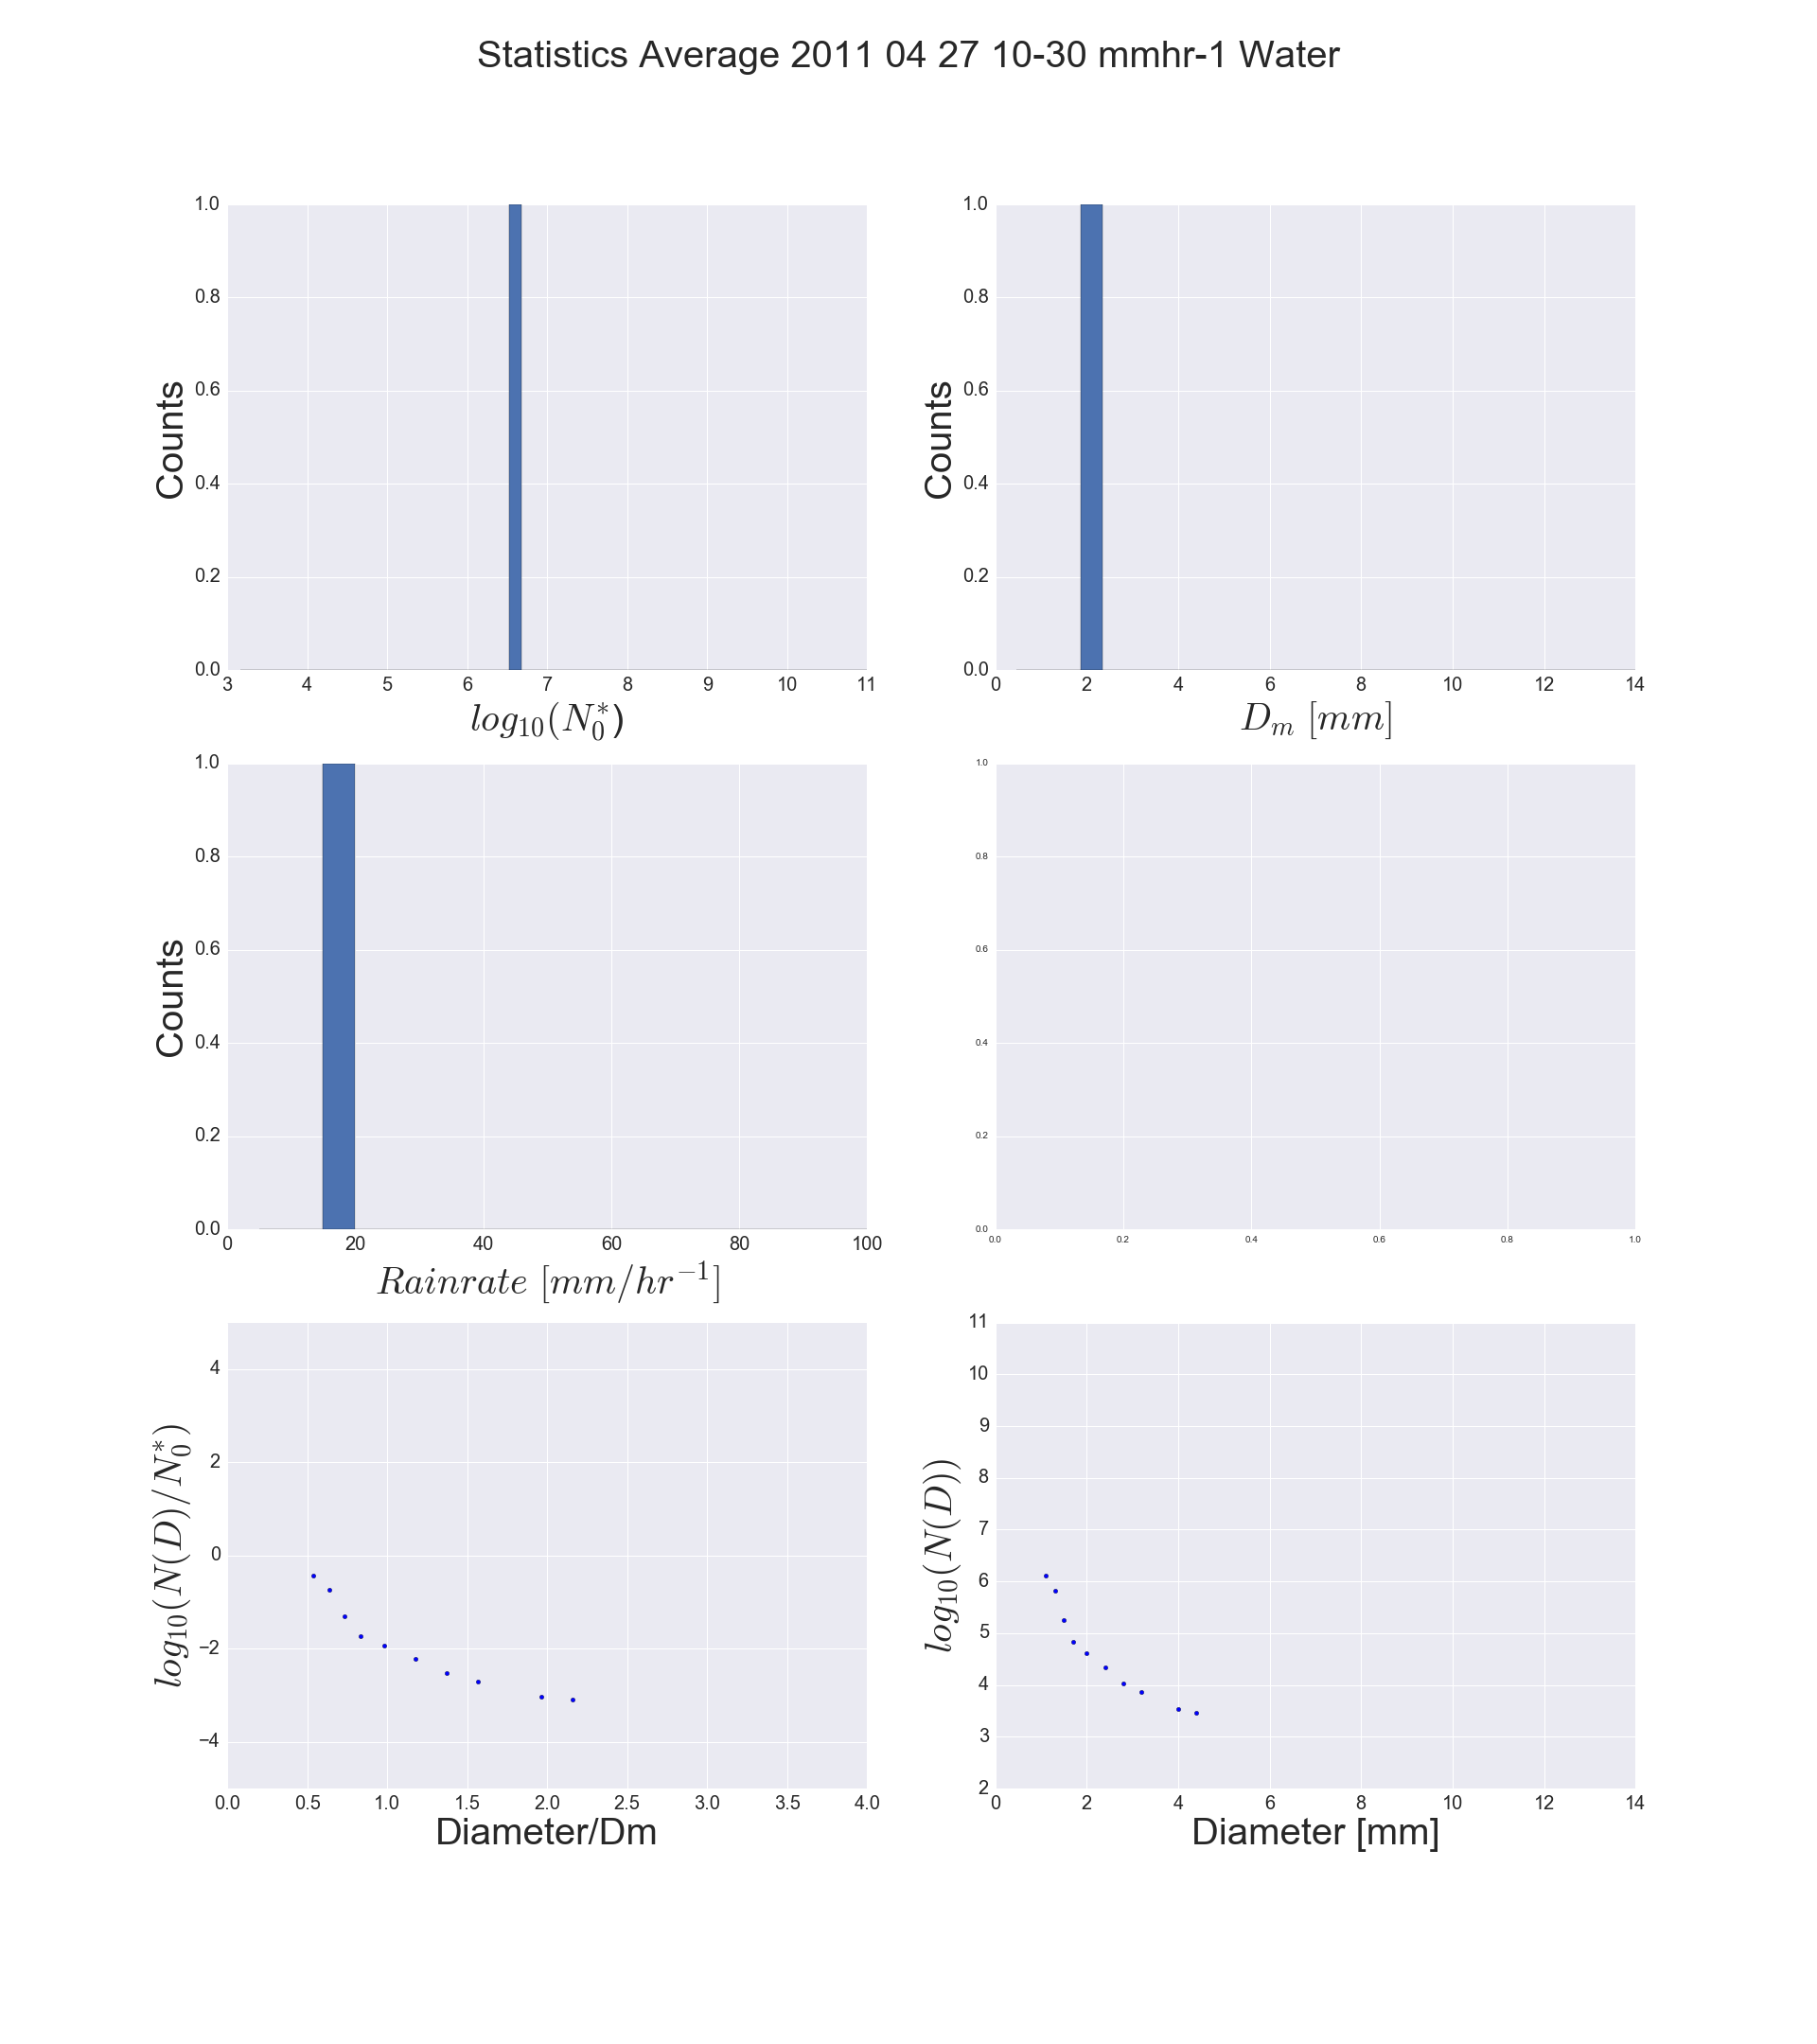 Statistics Average 2011 04 27 10-30 mmhr-1 Water
1.0
0.8
0.6
0.4
0.2
0.0
Counts
3 4 5 6 7 8 9 10 11
log₁₀(N₀*)
1.0
0.8
0.6
0.4
0.2
0.0
Counts
0 2 4 6 8 10 12 14
Dₘ [mm]
1.0
0.8
0.6
0.4
0.2
0.0
Counts
0 20 40 60 80 100
Rainrate [mm/hr⁻¹]
1.0
0.8
0.6
0.4
0.2
0.0
0.0 0.2 0.4 0.6 0.8 1.0
4
2
0
−2
−4
log₁₀(N(D)/N₀*)
0.0 0.5 1.0 1.5 2.0 2.5 3.0 3.5 4.0
Diameter/Dm
11
10
9
8
7
6
5
4
3
2
log₁₀(N(D))
0 2 4 6 8 10 12 14
Diameter [mm]